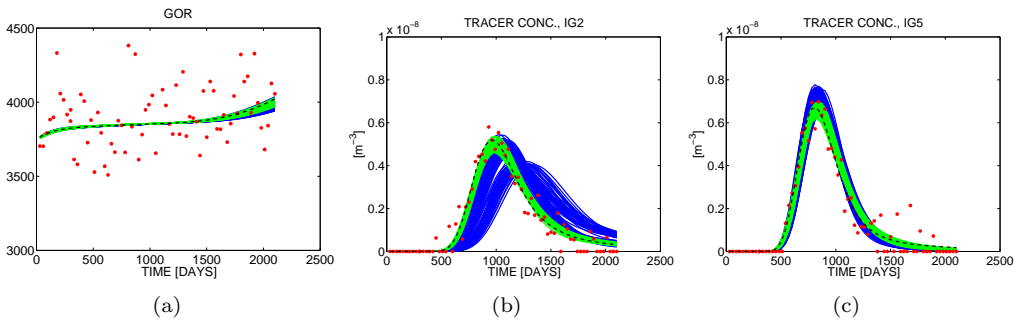 GOR
4500
4000
3500
3000
0 500 1000 1500 2000 2500
TIME [DAYS]
(a)
TRACER CONC., IG2
1 x 10⁻⁸
0.8
0.6
0.4
0.2
0
[m⁻³]
0 500 1000 1500 2000 2500
TIME [DAYS]
(b)
TRACER CONC., IG5
1 x 10⁻⁸
0.8
0.6
0.4
0.2
0
[m⁻³]
0 500 1000 1500 2000 2500
TIME [DAYS]
(c)